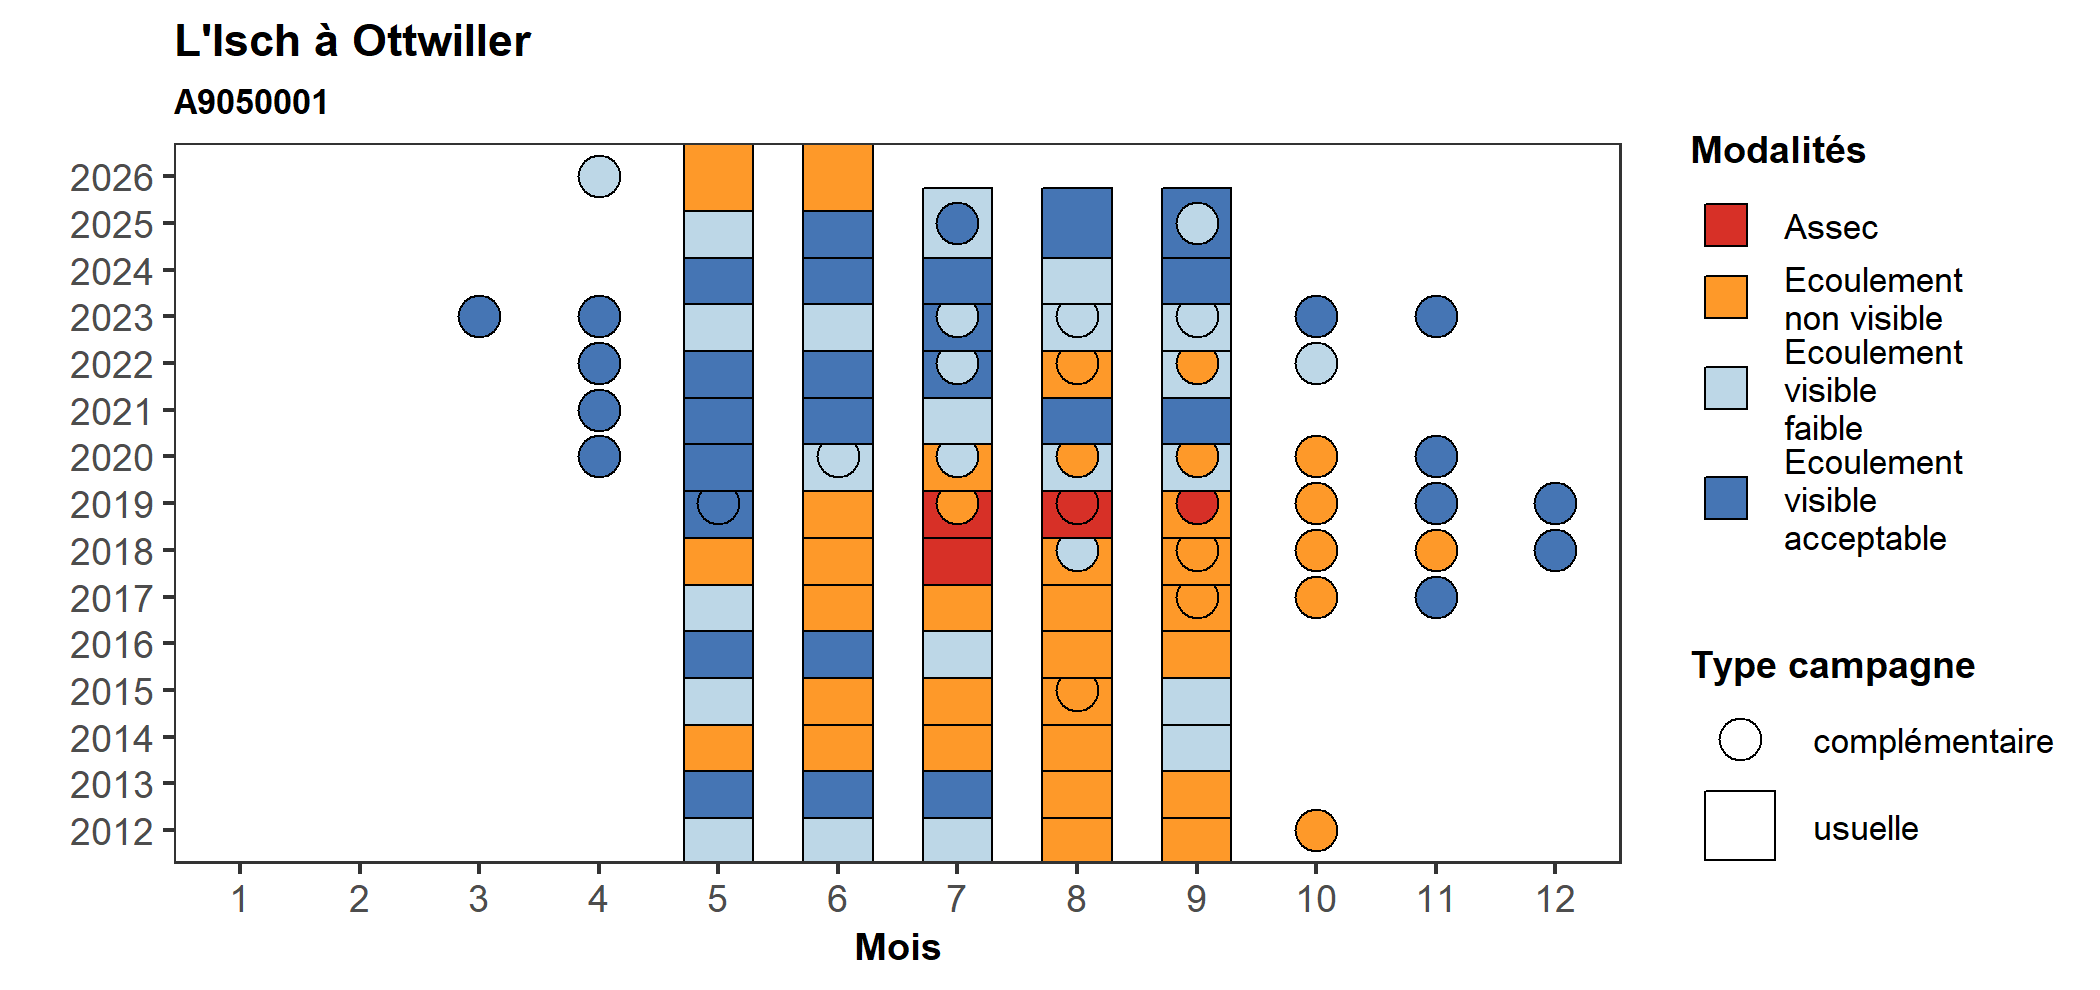 L'Isch à Ottwiller
A9050001
2026
2025
2024
2023
2022
2021
2020
2019
2018
2017
2016
2015
2014
2013
2012
1 2 3 4 5 6 7 8 9 10 11 12
Mois
Modalités
Assec
Ecoulement
non visible
Ecoulement
visible
faible
Ecoulement
visible
acceptable
Type campagne
complémentaire
usuelle